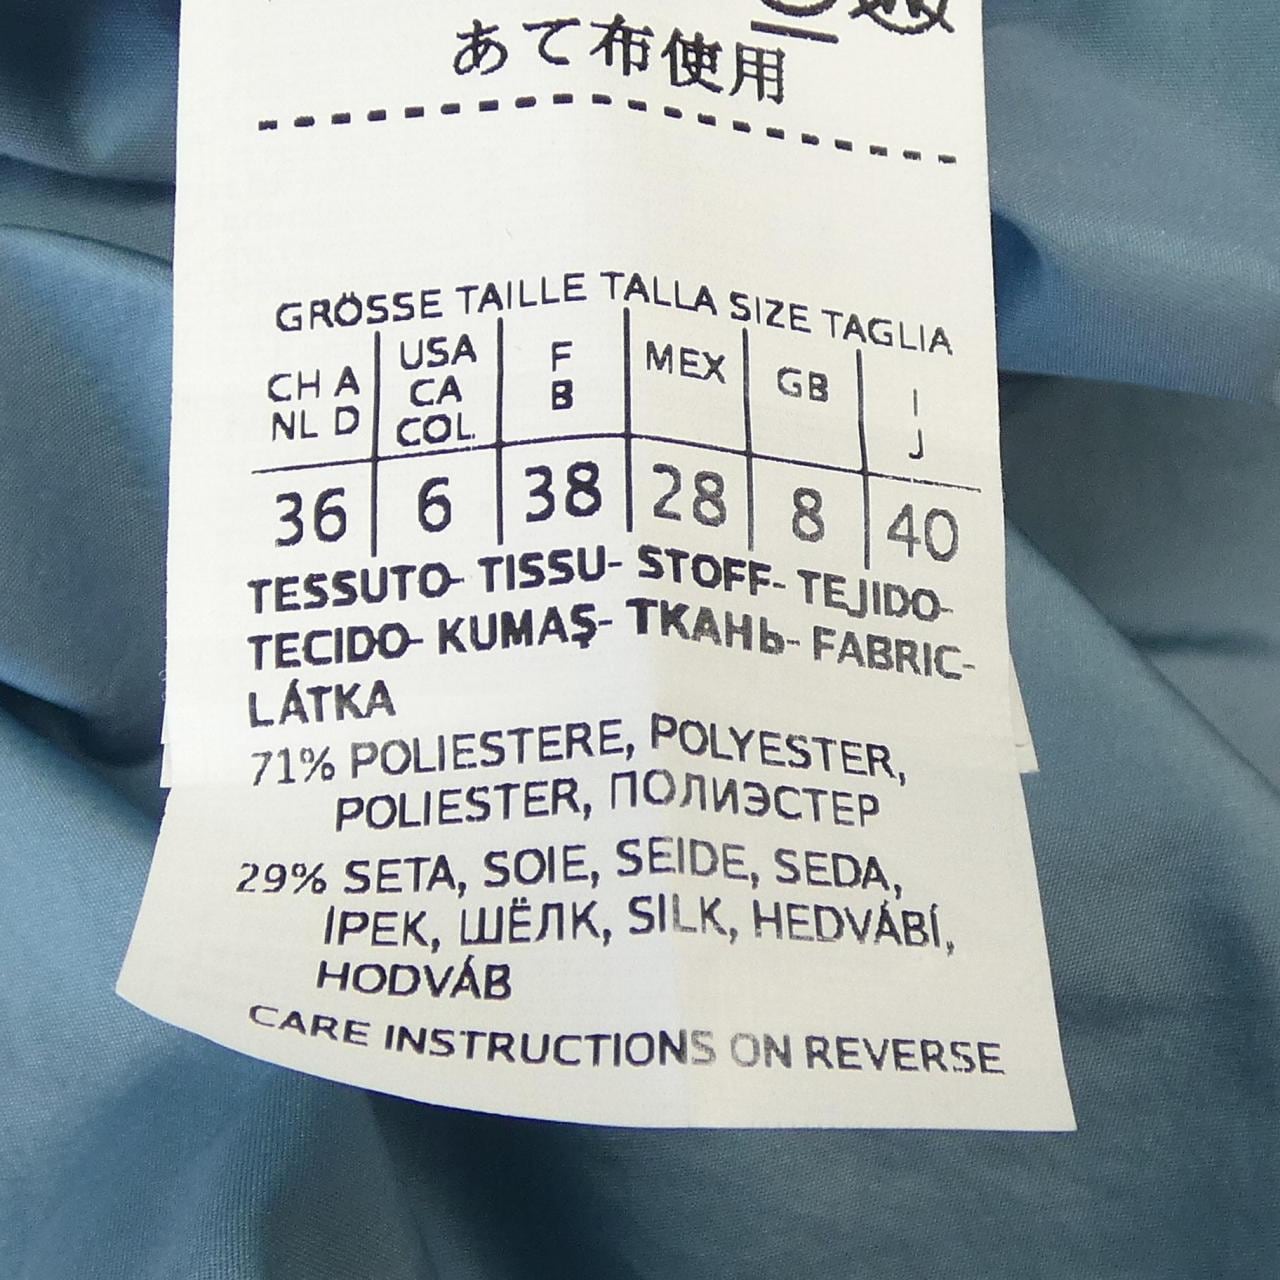 あて布使用
GRÖSSE TAILLE TALLA SIZE TAGLIA
CH A NL D USA CA COL. F B MEX GB I J
36 6 38 28 8 40
TESSUTO- TISSU- STOFF- TEJIDO-
TECIDO- KUMAŞ- ТКАНЬ- FABRIC-
LÁTKA
71% POLIESTERE, POLYESTER,
POLIESTER, ПОЛИЭСТЕР
29% SETA, SOIE, SEIDE, SEDA,
İPEK, ШЁЛК, SILK, HEDVÁBÍ,
HODVÁB
CARE INSTRUCTIONS ON REVERSE